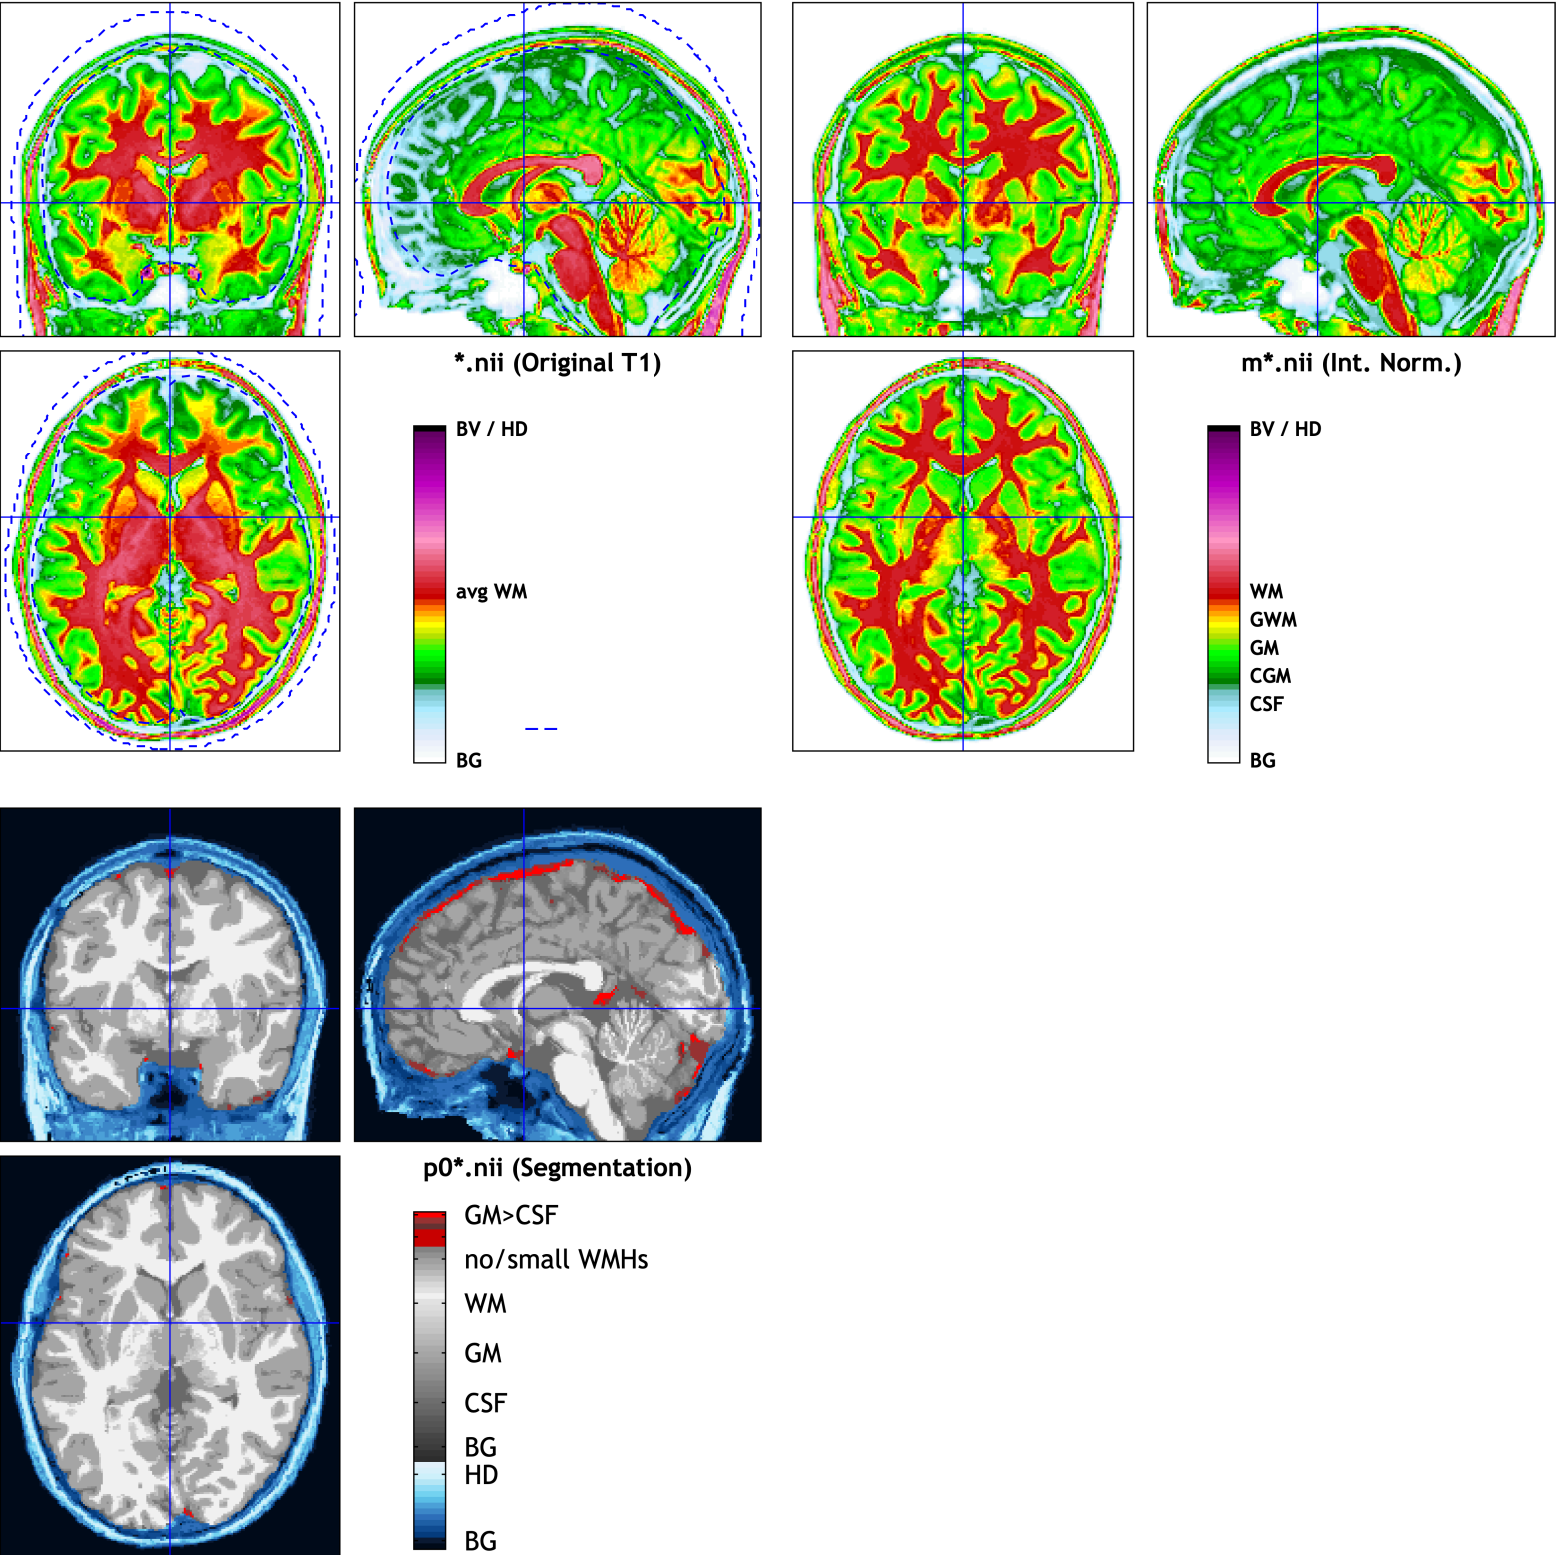 *.nii (Original T1)
BV / HD
avg WM
BG
m*.nii (Int. Norm.)
BV / HD
WM
GWM
GM
CGM
CSF
BG
p0*.nii (Segmentation)
GM>CSF
no/small WMHs
WM
GM
CSF
BG
HD
BG